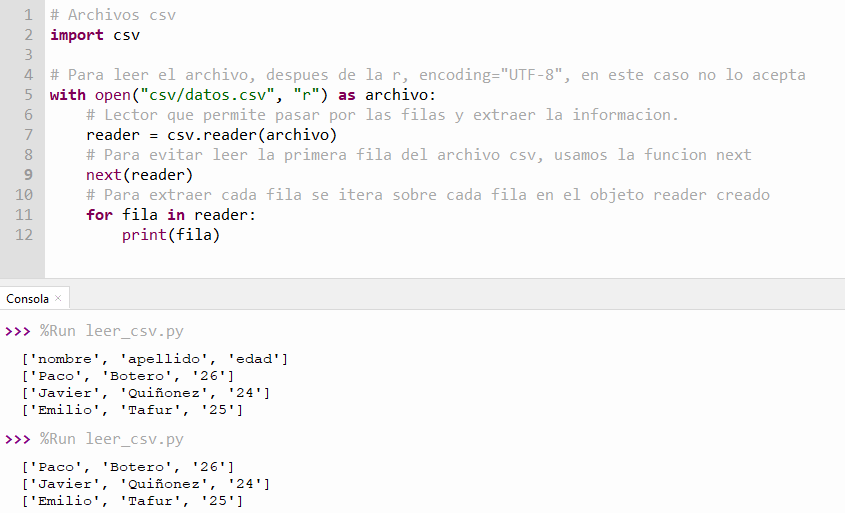 1 # Archivos csv
2 import csv
3
4 # Para leer el archivo, despues de la r, encoding="UTF-8", en este caso no lo acepta
5 with open("csv/datos.csv", "r") as archivo:
6     # Lector que permite pasar por las filas y extraer la informacion.
7     reader = csv.reader(archivo)
8     # Para evitar leer la primera fila del archivo csv, usamos la funcion next
9     next(reader)
10     # Para extraer cada fila se itera sobre cada fila en el objeto reader creado
11     for fila in reader:
12         print(fila)
Consola ×
>>> %Run leer_csv.py
['nombre', 'apellido', 'edad']
['Paco', 'Botero', '26']
['Javier', 'Quiñonez', '24']
['Emilio', 'Tafur', '25']
>>> %Run leer_csv.py
['Paco', 'Botero', '26']
['Javier', 'Quiñonez', '24']
['Emilio', 'Tafur', '25']